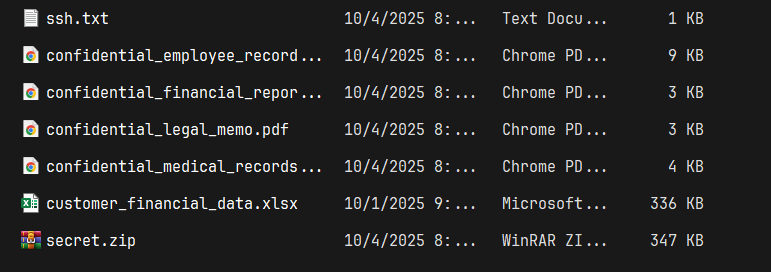 ssh.txt 10/4/2025 8:... Text Docu... 1 KB
confidential_employee_record... 10/4/2025 8:... Chrome PD... 9 KB
confidential_financial_repor... 10/4/2025 8:... Chrome PD... 3 KB
confidential_legal_memo.pdf 10/4/2025 8:... Chrome PD... 3 KB
confidential_medical_records... 10/4/2025 8:... Chrome PD... 4 KB
customer_financial_data.xlsx 10/1/2025 9:... Microsoft... 336 KB
secret.zip 10/4/2025 8:... WinRAR ZI... 347 KB